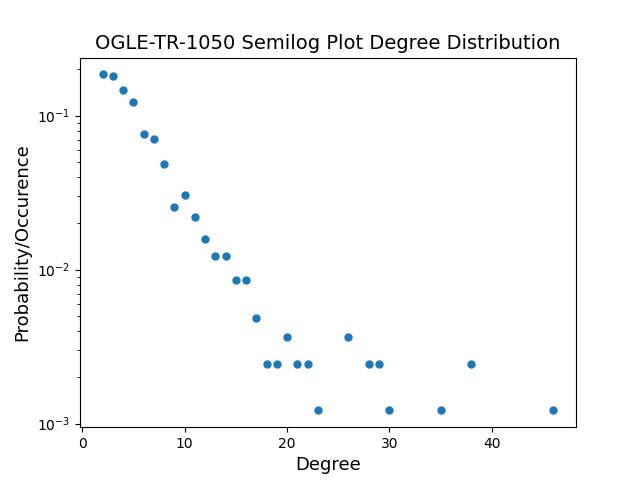 OGLE-TR-1050 Semilog Plot Degree Distribution
Probability/Occurence
10⁻¹
10⁻²
10⁻³
0 10 20 30 40
Degree